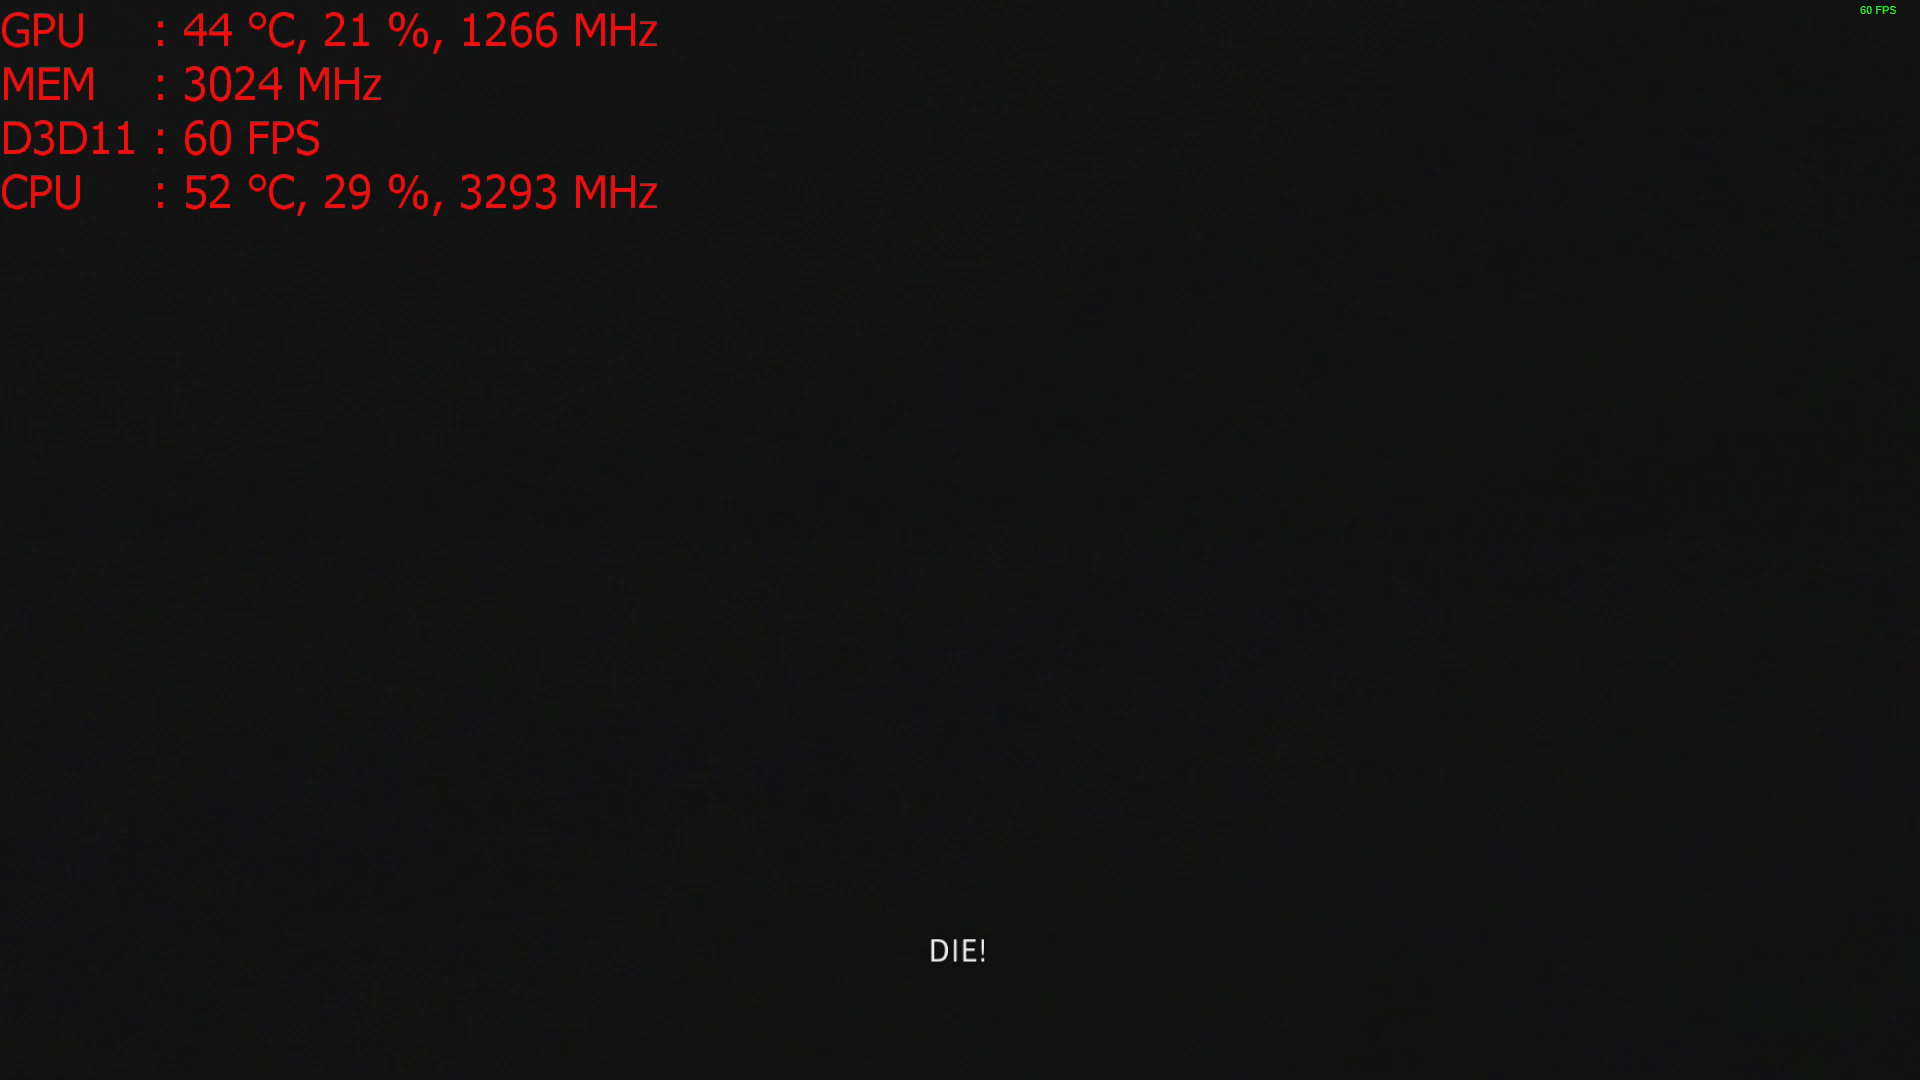 GPU : 44 °C, 21 %, 1266 MHz
60 FPS
MEM : 3024 MHz
D3D11 : 60 FPS
CPU : 52 °C, 29 %, 3293 MHz
DIE!